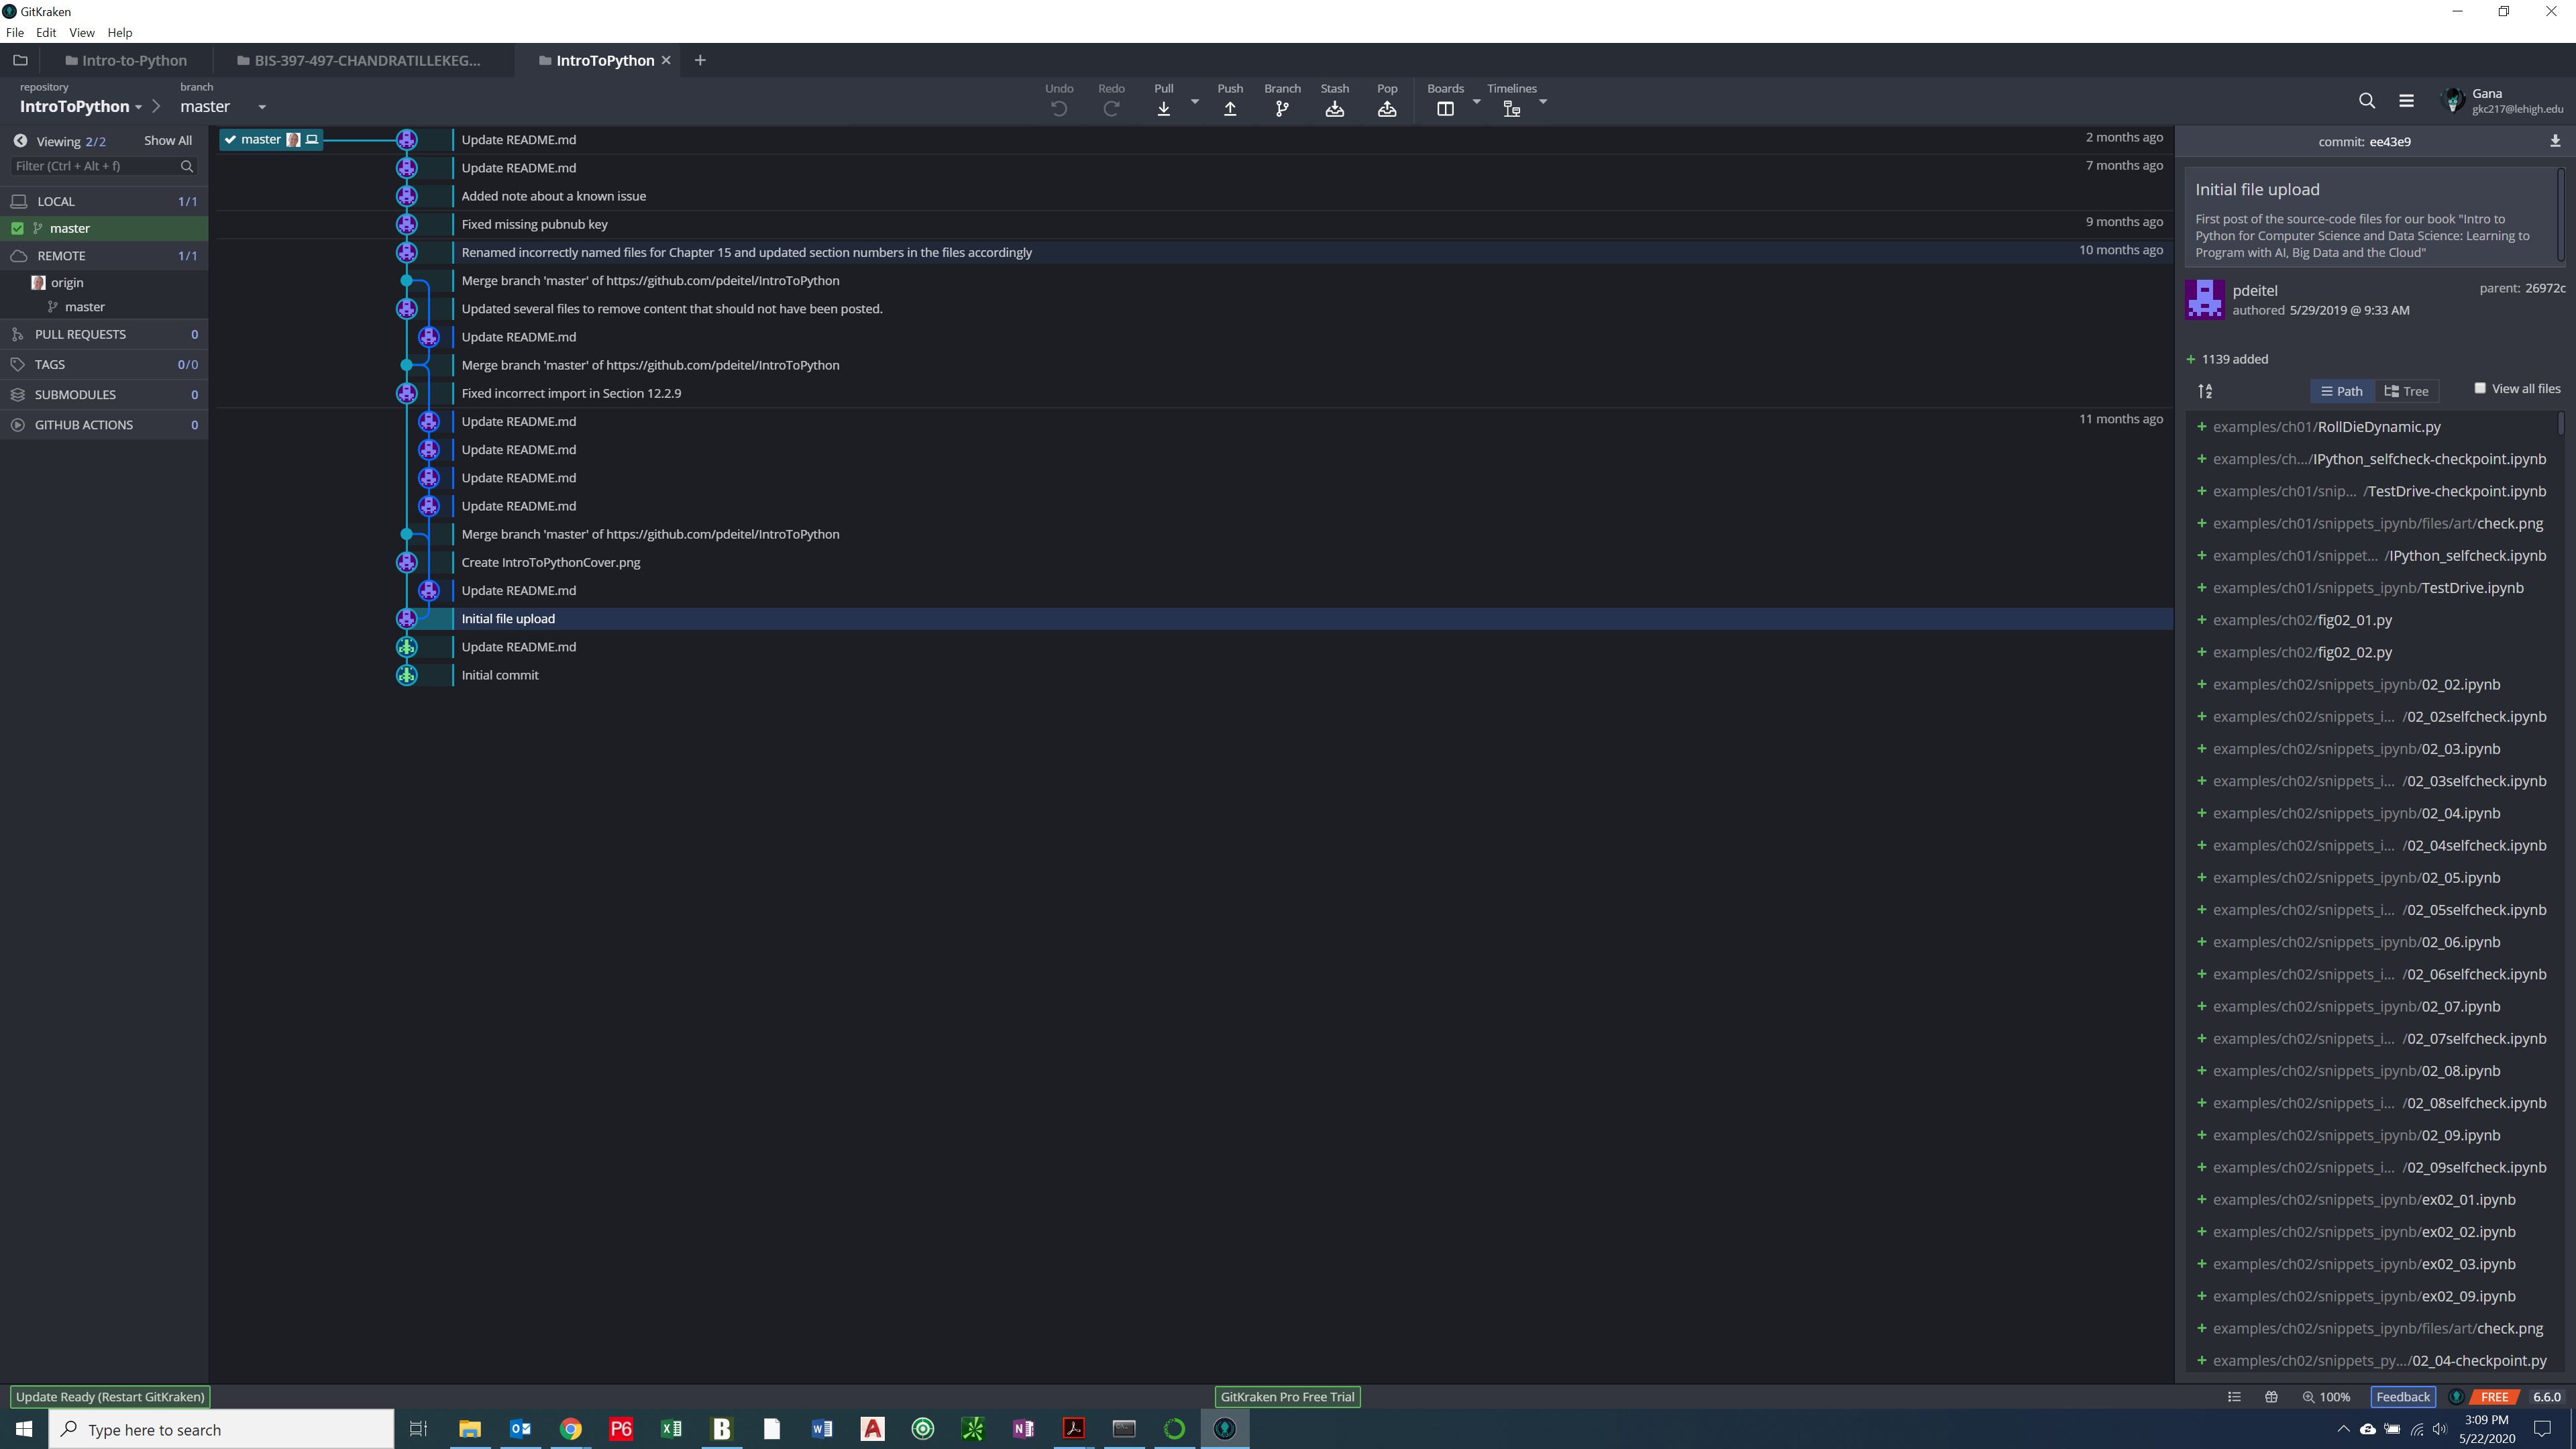 GitKraken
File Edit View Help
Intro-to-Python
BIS-397-497-CHANDRATILLEKEG...
IntroToPython
repository
IntroToPython
branch
master
Undo
Redo
Pull
Push
Branch
Stash
Pop
Boards
Timelines
Gana
gkc217@lehigh.edu
Viewing 2/2 Show All
Filter (Ctrl + Alt + f)
LOCAL 1/1
master
REMOTE 1/1
origin
master
PULL REQUESTS 0
TAGS 0/0
SUBMODULES 0
GITHUB ACTIONS 0
master
Update README.md 2 months ago
Update README.md 7 months ago
Added note about a known issue
Fixed missing pubnub key 9 months ago
Renamed incorrectly named files for Chapter 15 and updated section numbers in the files accordingly 10 months ago
Merge branch 'master' of https://github.com/pdeitel/IntroToPython
Updated several files to remove content that should not have been posted.
Update README.md
Merge branch 'master' of https://github.com/pdeitel/IntroToPython
Fixed incorrect import in Section 12.2.9
Update README.md 11 months ago
Update README.md
Update README.md
Update README.md
Merge branch 'master' of https://github.com/pdeitel/IntroToPython
Create IntroToPythonCover.png
Update README.md
Initial file upload
Update README.md
Initial commit
commit: ee43e9
Initial file upload
First post of the source-code files for our book "Intro to
Python for Computer Science and Data Science: Learning to
Program with AI, Big Data and the Cloud"
pdeitel
parent: 26972c
authored 5/29/2019 @ 9:33 AM
+ 1139 added
Path
Tree
View all files
+ examples/ch01/RollDieDynamic.py
+ examples/ch.../IPython_selfcheck-checkpoint.ipynb
+ examples/ch01/snip... /TestDrive-checkpoint.ipynb
+ examples/ch01/snippets_ipynb/files/art/check.png
+ examples/ch01/snippet... /IPython_selfcheck.ipynb
+ examples/ch01/snippets_ipynb/TestDrive.ipynb
+ examples/ch02/fig02_01.py
+ examples/ch02/fig02_02.py
+ examples/ch02/snippets_ipynb/02_02.ipynb
+ examples/ch02/snippets_i... /02_02selfcheck.ipynb
+ examples/ch02/snippets_ipynb/02_03.ipynb
+ examples/ch02/snippets_i... /02_03selfcheck.ipynb
+ examples/ch02/snippets_ipynb/02_04.ipynb
+ examples/ch02/snippets_i... /02_04selfcheck.ipynb
+ examples/ch02/snippets_ipynb/02_05.ipynb
+ examples/ch02/snippets_i... /02_05selfcheck.ipynb
+ examples/ch02/snippets_ipynb/02_06.ipynb
+ examples/ch02/snippets_i... /02_06selfcheck.ipynb
+ examples/ch02/snippets_ipynb/02_07.ipynb
+ examples/ch02/snippets_i... /02_07selfcheck.ipynb
+ examples/ch02/snippets_ipynb/02_08.ipynb
+ examples/ch02/snippets_i... /02_08selfcheck.ipynb
+ examples/ch02/snippets_ipynb/02_09.ipynb
+ examples/ch02/snippets_i... /02_09selfcheck.ipynb
+ examples/ch02/snippets_ipynb/ex02_01.ipynb
+ examples/ch02/snippets_ipynb/ex02_02.ipynb
+ examples/ch02/snippets_ipynb/ex02_03.ipynb
+ examples/ch02/snippets_ipynb/ex02_09.ipynb
+ examples/ch02/snippets_ipynb/files/art/check.png
+ examples/ch02/snippets_py.../02_04-checkpoint.py
Update Ready (Restart GitKraken)
GitKraken Pro Free Trial
100%
Feedback
FREE
6.6.0
Type here to search
P6
B
3:09 PM
5/22/2020